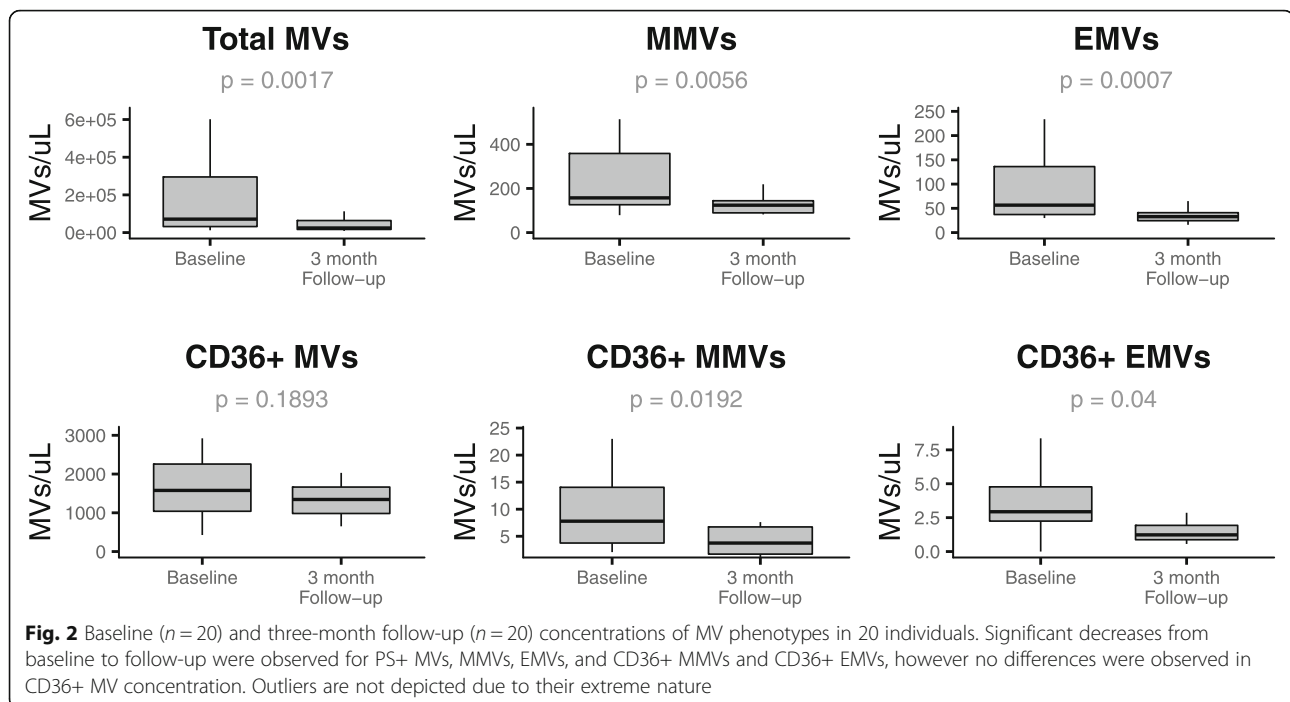 Total MVs
p = 0.0017
MVs/uL
6e+05
4e+05
2e+05
0e+00
Baseline
3 month
Follow−up
MMVs
p = 0.0056
MVs/uL
400
200
0
Baseline
3 month
Follow−up
EMVs
p = 0.0007
MVs/uL
250
200
150
100
50
0
Baseline
3 month
Follow−up
CD36+ MVs
p = 0.1893
MVs/uL
3000
2000
1000
0
Baseline
3 month
Follow−up
CD36+ MMVs
p = 0.0192
MVs/uL
25
20
15
10
5
Baseline
3 month
Follow−up
CD36+ EMVs
p = 0.04
MVs/uL
7.5
5.0
2.5
0.0
Baseline
3 month
Follow−up
Fig. 2 Baseline (n = 20) and three-month follow-up (n = 20) concentrations of MV phenotypes in 20 individuals. Significant decreases from
baseline to follow-up were observed for PS+ MVs, MMVs, EMVs, and CD36+ MMVs and CD36+ EMVs, however no differences were observed in
CD36+ MV concentration. Outliers are not depicted due to their extreme nature